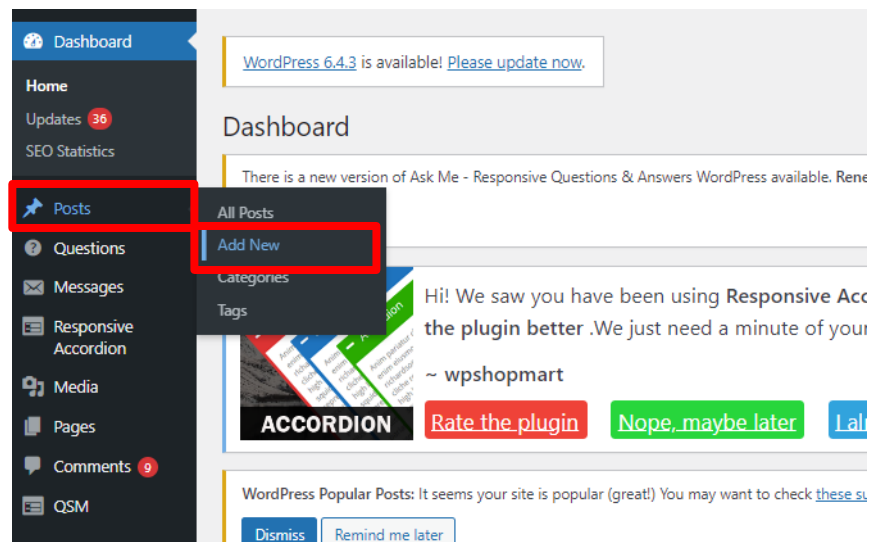 Dashboard
Home
Updates 36
SEO Statistics
Posts
Questions
Messages
Responsive
Accordion
Media
Pages
Comments 9
QSM
All Posts
Add New
Categories
Tags
WordPress 6.4.3 is available! Please update now.
Dashboard
There is a new version of Ask Me - Responsive Questions & Answers WordPress available. Rene
Hi! We saw you have been using Responsive Acc
the plugin better .We just need a minute of your
~ wpshopmart
ACCORDION
Rate the plugin
Nope, maybe later
I alr
WordPress Popular Posts: It seems your site is popular (great!) You may want to check these su
Dismiss
Remind me later